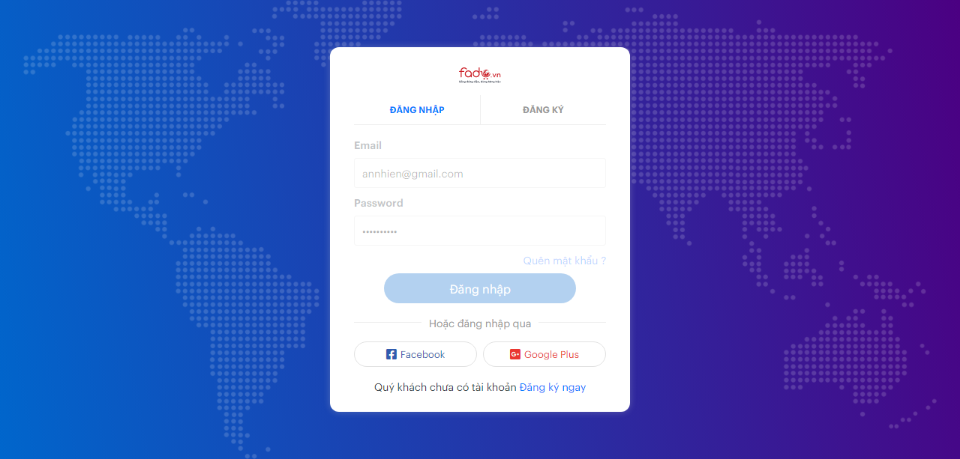 fado.vn
ĐĂNG NHẬP
ĐĂNG KÝ
Email
annhien@gmail.com
Password
••••••••••
Quên mật khẩu ?
Đăng nhập
Hoặc đăng nhập qua
Facebook
Google Plus
Quý khách chưa có tài khoản Đăng ký ngay